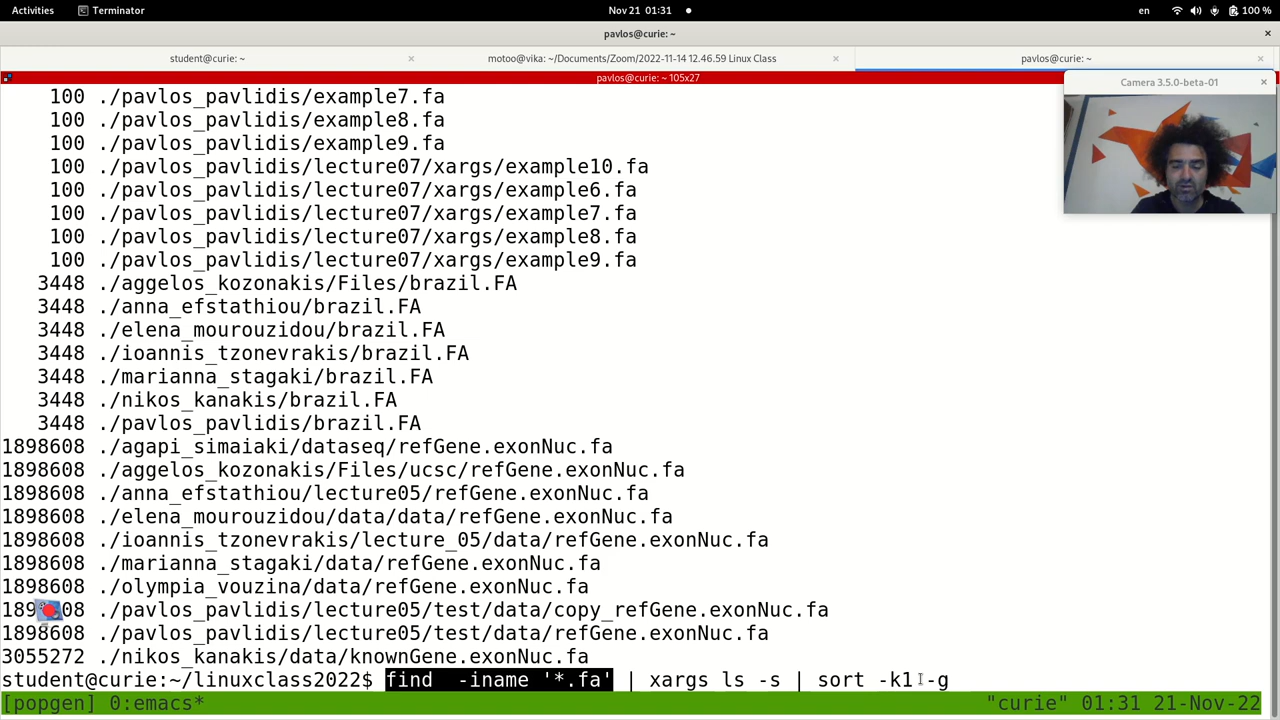 Activities
Terminator
Nov 21 01:31
en
100 %
pavlos@curie: ~
student@curie: ~
motoo@vika: ~/Documents/Zoom/2022-11-14 12.46.59 Linux Class
pavlos@curie: ~
pavlos@curie: ~ 105x27
Camera 3.5.0-beta-01
100 ./pavlos_pavlidis/example7.fa
100 ./pavlos_pavlidis/example8.fa
100 ./pavlos_pavlidis/example9.fa
100 ./pavlos_pavlidis/lecture07/xargs/example10.fa
100 ./pavlos_pavlidis/lecture07/xargs/example6.fa
100 ./pavlos_pavlidis/lecture07/xargs/example7.fa
100 ./pavlos_pavlidis/lecture07/xargs/example8.fa
100 ./pavlos_pavlidis/lecture07/xargs/example9.fa
3448 ./aggelos_kozonakis/Files/brazil.FA
3448 ./anna_efstathiou/brazil.FA
3448 ./elena_mourouzidou/brazil.FA
3448 ./ioannis_tzonevrakis/brazil.FA
3448 ./marianna_stagaki/brazil.FA
3448 ./nikos_kanakis/brazil.FA
3448 ./pavlos_pavlidis/brazil.FA
1898608 ./agapi_simaiaki/dataseq/refGene.exonNuc.fa
1898608 ./aggelos_kozonakis/Files/ucsc/refGene.exonNuc.fa
1898608 ./anna_efstathiou/lecture05/refGene.exonNuc.fa
1898608 ./elena_mourouzidou/data/data/refGene.exonNuc.fa
1898608 ./ioannis_tzonevrakis/lecture_05/data/refGene.exonNuc.fa
1898608 ./marianna_stagaki/data/refGene.exonNuc.fa
1898608 ./olympia_vouzina/data/refGene.exonNuc.fa
./pavlos_pavlidis/lecture05/test/data/copy_refGene.exonNuc.fa
1898608 ./pavlos_pavlidis/lecture05/test/data/refGene.exonNuc.fa
3055272 ./nikos_kanakis/data/knownGene.exonNuc.fa
student@curie:~/linuxclass2022$ find  -iname '*.fa' | xargs ls -s | sort -k1 -g
[popgen] 0:emacs* "curie" 01:31 21-Nov-22